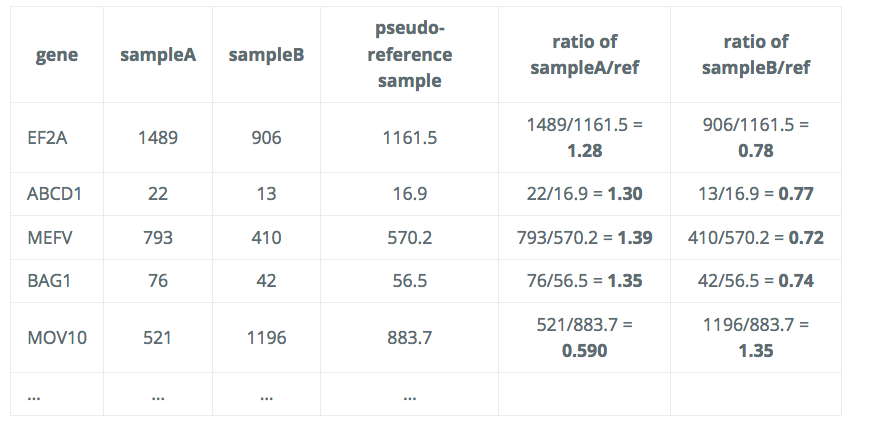 gene sampleA sampleB pseudo-reference sample ratio of sampleA/ref ratio of sampleB/ref
EF2A 1489 906 1161.5 1489/1161.5 = 1.28 906/1161.5 = 0.78
ABCD1 22 13 16.9 22/16.9 = 1.30 13/16.9 = 0.77
MEFV 793 410 570.2 793/570.2 = 1.39 410/570.2 = 0.72
BAG1 76 42 56.5 76/56.5 = 1.35 42/56.5 = 0.74
MOV10 521 1196 883.7 521/883.7 = 0.590 1196/883.7 = 1.35
... ... ... ...